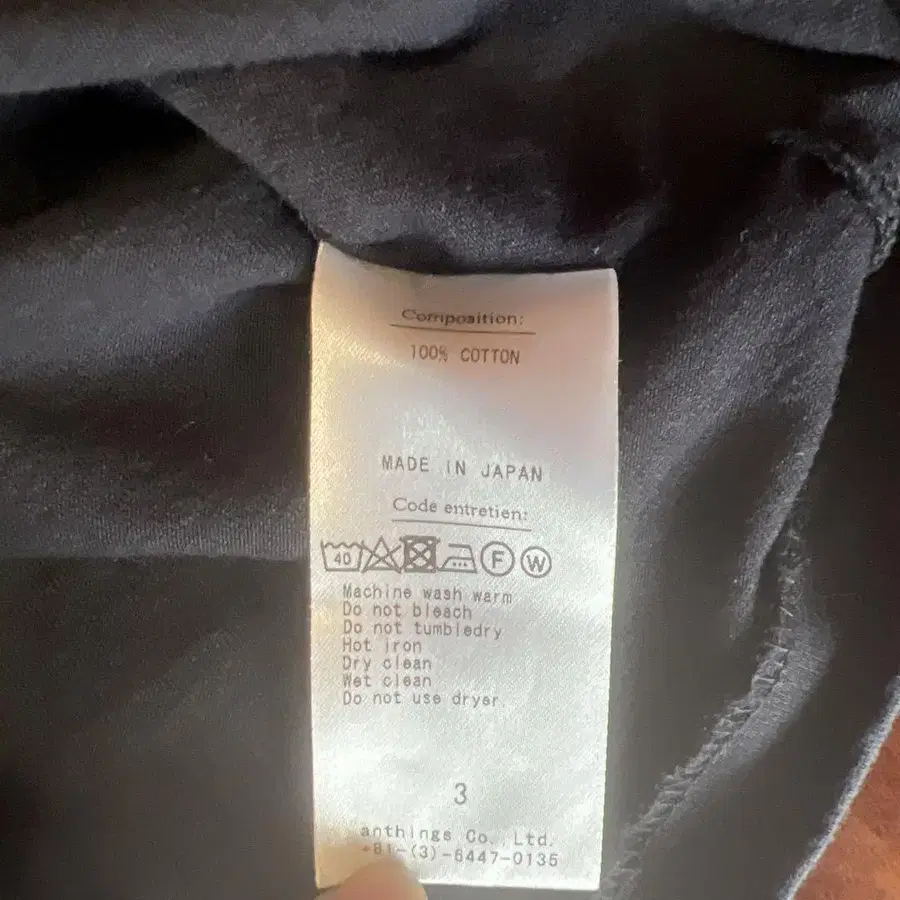 Composition:
100% COTTON
MADE IN JAPAN
Code entretien:
40 F W
Machine wash warm
Do not bleach
Do not tumbledry
Hot iron
Dry clean
Wet clean
Do not use dryer.
3
anthings Co., Ltd.
+81-(3)-6447-0135